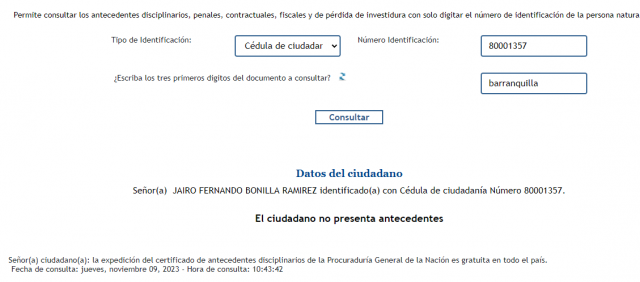 Permite consultar los antecedentes disciplinarios, penales, contractuales, fiscales y de pérdida de investidura con solo digitar el número de identificación de la persona natura
Tipo de Identificación: Cédula de ciudadar Número Identificación: 80001357
¿Escriba los tres primeros digitos del documento a consultar? barranquilla
Consultar
Datos del ciudadano
Señor(a) JAIRO FERNANDO BONILLA RAMIREZ identificado(a) con Cédula de ciudadanía Número 80001357.
El ciudadano no presenta antecedentes
Señor(a) ciudadano(a): la expedición del certificado de antecedentes disciplinarios de la Procuraduría General de la Nación es gratuita en todo el país.
Fecha de consulta: jueves, noviembre 09, 2023 - Hora de consulta: 10:43:42